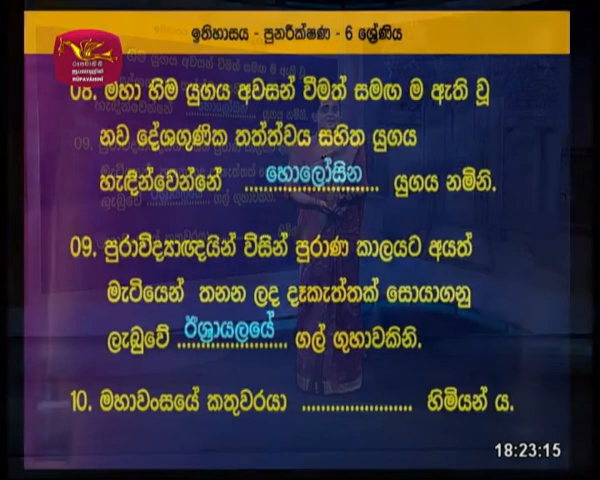 ඉතිහාසය - පුනරීක්ෂණ - 6 ශ්‍රේණිය
රූපවාහිනි
RUPAVAHINI
08. මහා හිම යුගය අවසන් වීමත් සමඟ ම ඇති වූ
නව දේශගුණික තත්ත්වය සහිත යුගය
හැඳින්වෙන්නේ ....හොලෝසින.... යුගය නමිනි.
09. පුරාවිද්‍යාඥයින් විසින් පුරාණ කාලයට අයත්
මැටියෙන් තනන ලද දෑකැත්තක් සොයාගනු
ලැබුවේ ....ඊශ්‍රායලයේ.... ගල් ගුහාවකිනි.
10. මහාවංසයේ කතුවරයා ........................ හිමියන් ය.
18:23:15